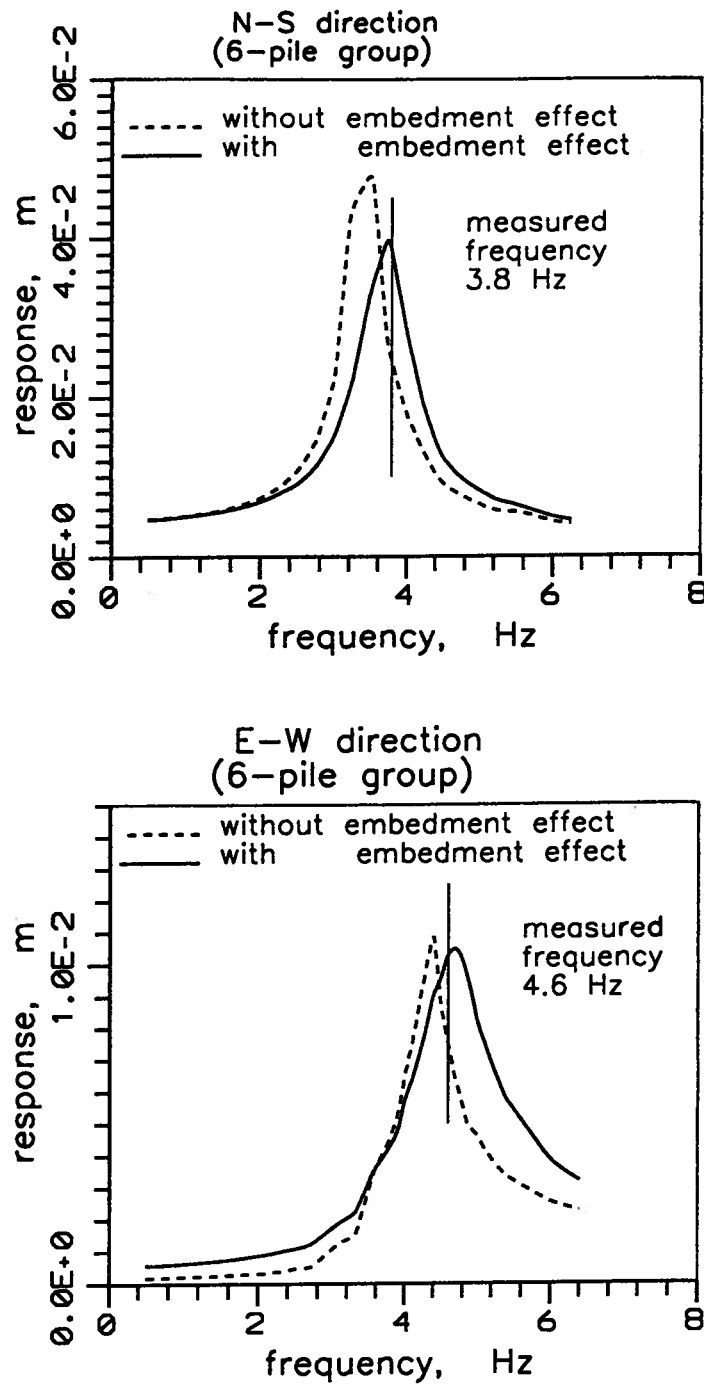 N-S direction
(6-pile group)
6.0E-2
4.0E-2
2.0E-2
0.0E+0
response, m
without embedment effect
with embedment effect
measured
frequency
3.8 Hz
0 2 4 6 8
frequency, Hz
E-W direction
(6-pile group)
1.0E-2
0.0E+0
response, m
without embedment effect
with embedment effect
measured
frequency
4.6 Hz
0 2 4 6 8
frequency, Hz